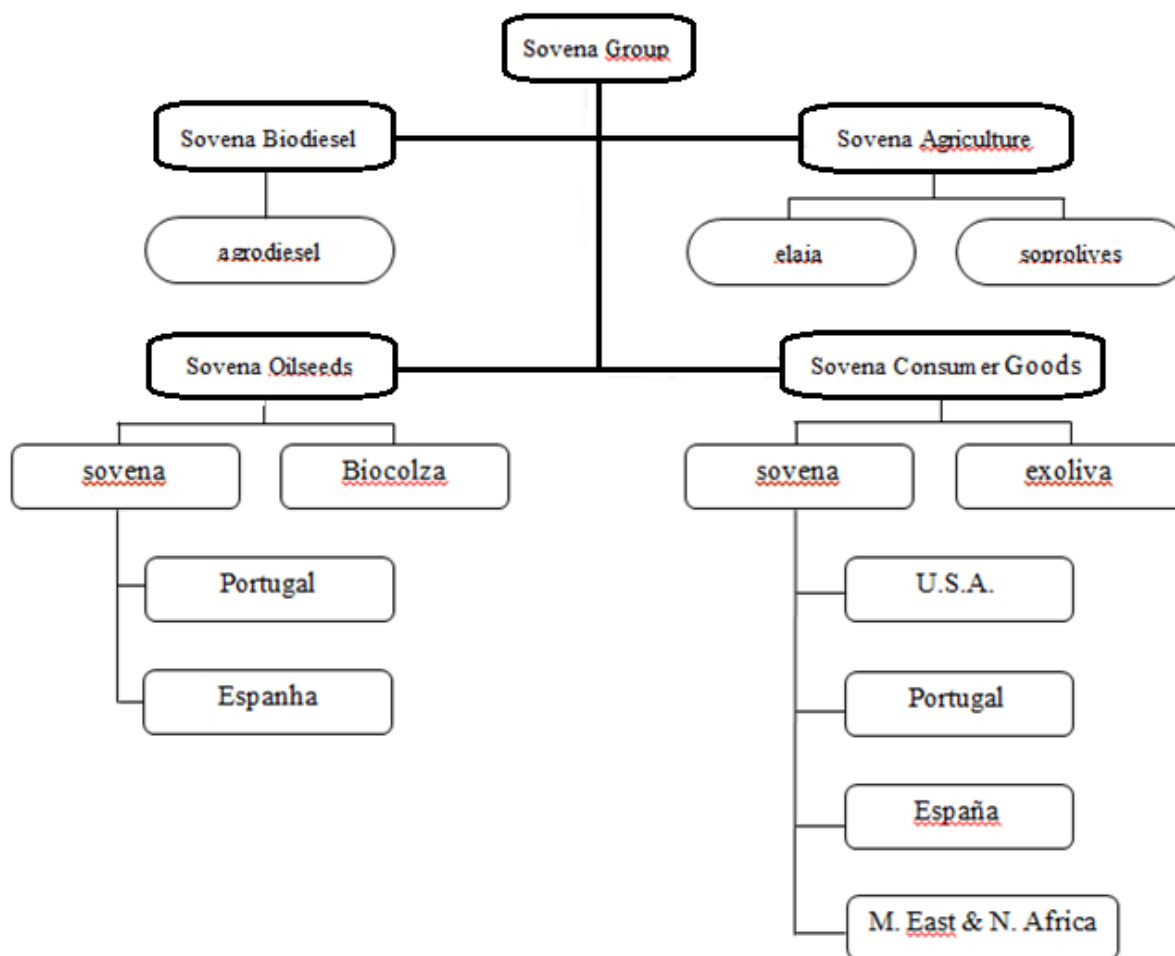 Sovena Group
Sovena Biodiesel
Sovena Agriculture
agrodiesel
elaia
soprolives
Sovena Oilseeds
Sovena Consumer Goods
sovena
Biocolza
sovena
exoliva
Portugal
U.S.A.
Espanha
Portugal
España
M. East & N. Africa